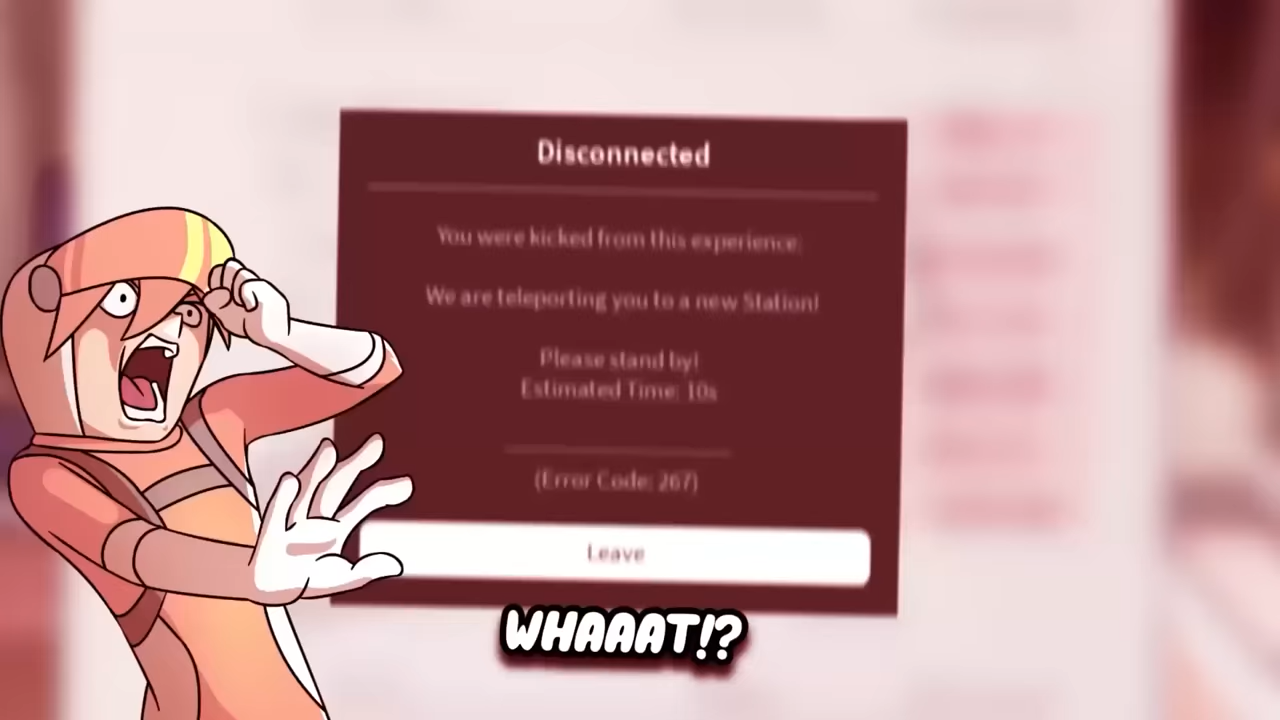 Disconnected
You were kicked from this experience:
We are teleporting you to a new Station!
Please stand by!
Estimated Time: 10s
(Error Code: 267)
Leave
WHAAAT!?